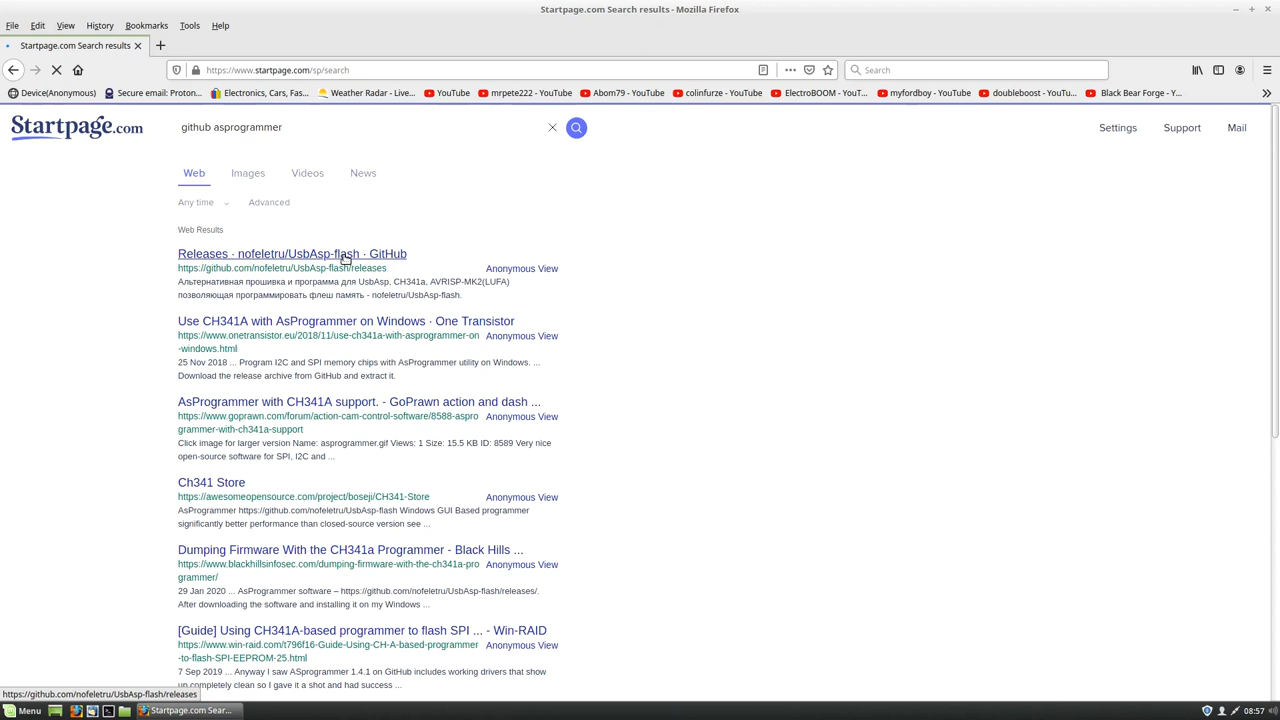 Startpage.com Search results - Mozilla Firefox
File Edit View History Bookmarks Tools Help
Startpage.com Search results
https://www.startpage.com/sp/search
Search
Device(Anonymous) Secure email: Proton... Electronics, Cars, Fas... Weather Radar - Live... YouTube mrpete222 - YouTube Abom79 - YouTube colinfurze - YouTube ElectroBOOM - YouT... myfordboy - YouTube doubleboost - YouTu... Black Bear Forge - Y...
Startpage.com
github asprogrammer
Settings Support Mail
Web Images Videos News
Any time Advanced
Web Results
Releases · nofeletru/UsbAsp-flash · GitHub
https://github.com/nofeletru/UsbAsp-flash/releases Anonymous View
Альтернативная прошивка и программа для UsbAsp, CH341a, AVRISP-MK2(LUFA)
позволяющая программировать флеш память - nofeletru/UsbAsp-flash.
Use CH341A with AsProgrammer on Windows · One Transistor
https://www.onetransistor.eu/2018/11/use-ch341a-with-asprogrammer-on Anonymous View
-windows.html
25 Nov 2018 ... Program I2C and SPI memory chips with AsProgrammer utility on Windows. ...
Download the release archive from GitHub and extract it.
AsProgrammer with CH341A support. - GoPrawn action and dash ...
https://www.goprawn.com/forum/action-cam-control-software/8588-aspro Anonymous View
grammer-with-ch341a-support
Click image for larger version Name: asprogrammer.gif Views: 1 Size: 15.5 KB ID: 8589 Very nice
open-source software for SPI, I2C and ...
Ch341 Store
https://awesomeopensource.com/project/boseji/CH341-Store Anonymous View
AsProgrammer https://github.com/nofeletru/UsbAsp-flash Windows GUI Based programmer
significantly better performance than closed-source version see ...
Dumping Firmware With the CH341a Programmer - Black Hills ...
https://www.blackhillsinfosec.com/dumping-firmware-with-the-ch341a-pro Anonymous View
grammer/
29 Jan 2020 ... AsProgrammer software – https://github.com/nofeletru/UsbAsp-flash/releases/.
After downloading the software and installing it on my Windows ...
[Guide] Using CH341A-based programmer to flash SPI ... - Win-RAID
https://www.win-raid.com/t796f16-Guide-Using-CH-A-based-programmer Anonymous View
-to-flash-SPI-EEPROM-25.html
7 Sep 2019 ... Anyway I saw ASprogrammer 1.4.1 on GitHub includes working drivers that show
up completely clean so I gave it a shot and had success ...
https://github.com/nofeletru/UsbAsp-flash/releases
Menu Startpage.com Sear... 08:57